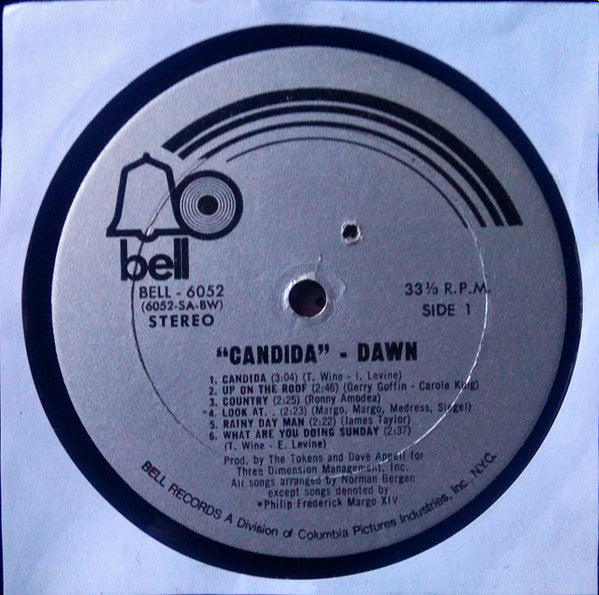 bell
BELL - 6052
(6052-SA-BW)
STEREO
33⅓ R.P.M.
SIDE 1
"CANDIDA" - DAWN
1. CANDIDA (3:04) (T. Wine - I. Levine)
2. UP ON THE ROOF (2:46) (Gerry Goffin - Carole King)
3. COUNTRY (2:25) (Ronny Amodea)
*4. LOOK AT. . (2:23) (Margo, Margo, Medress, Siegel)
5. RAINY DAY MAN (2:22) (James Taylor)
6. WHAT ARE YOU DOING SUNDAY (2:37)
(T. Wine - E. Levine)
Prod. by The Tokens and Dave Appell for
Three Dimension Management, Inc.
All songs arranged by Norman Bergen
except songs denoted by
*Philip Frederick Margo XIV
BELL RECORDS A Division of Columbia Pictures Industries, Inc., N.Y.C.